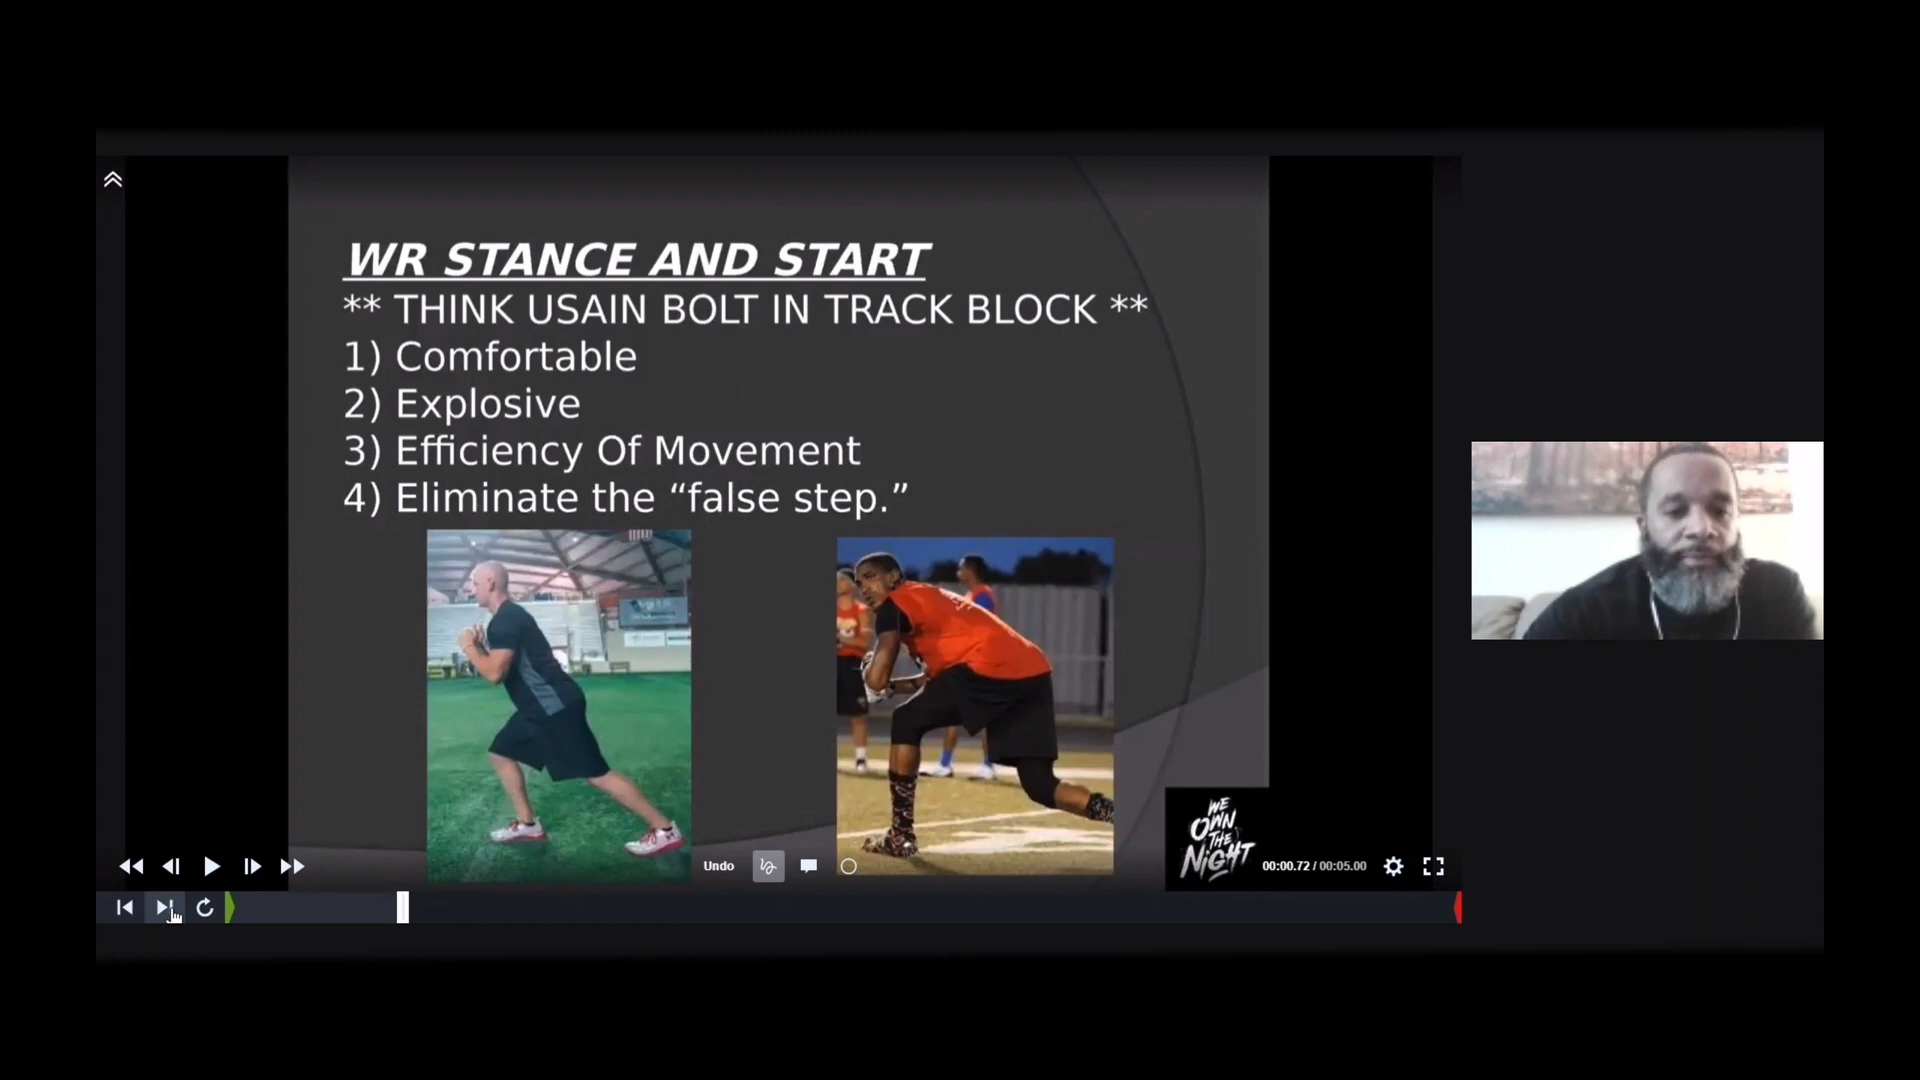 WR STANCE AND START
** THINK USAIN BOLT IN TRACK BLOCK **
1) Comfortable
2) Explosive
3) Efficiency Of Movement
4) Eliminate the “false step.”
WE
OWN
THE
NiGHT
Undo
00:00.72 / 00:05.00